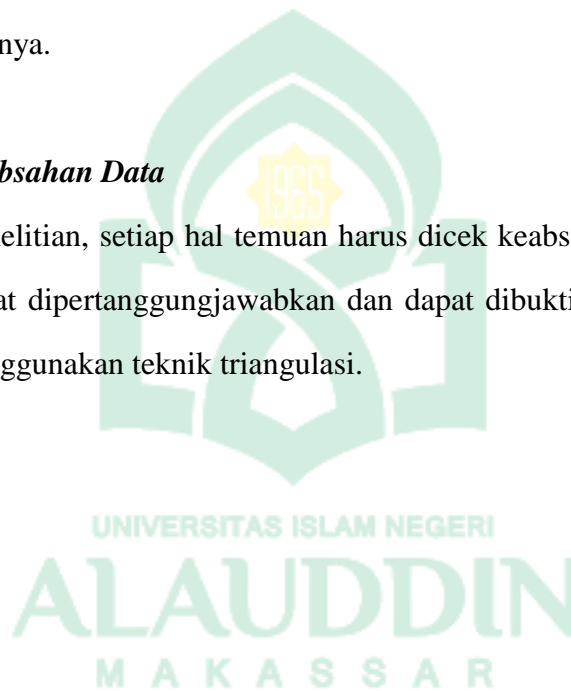 nya.
bsahan Data
elitian, setiap hal temuan harus dicek keabs
at dipertanggungjawabkan dan dapat dibukti
ggunakan teknik triangulasi.
1965
UNIVERSITAS ISLAM NEGERI
ALAUDDIN
MAKASSAR